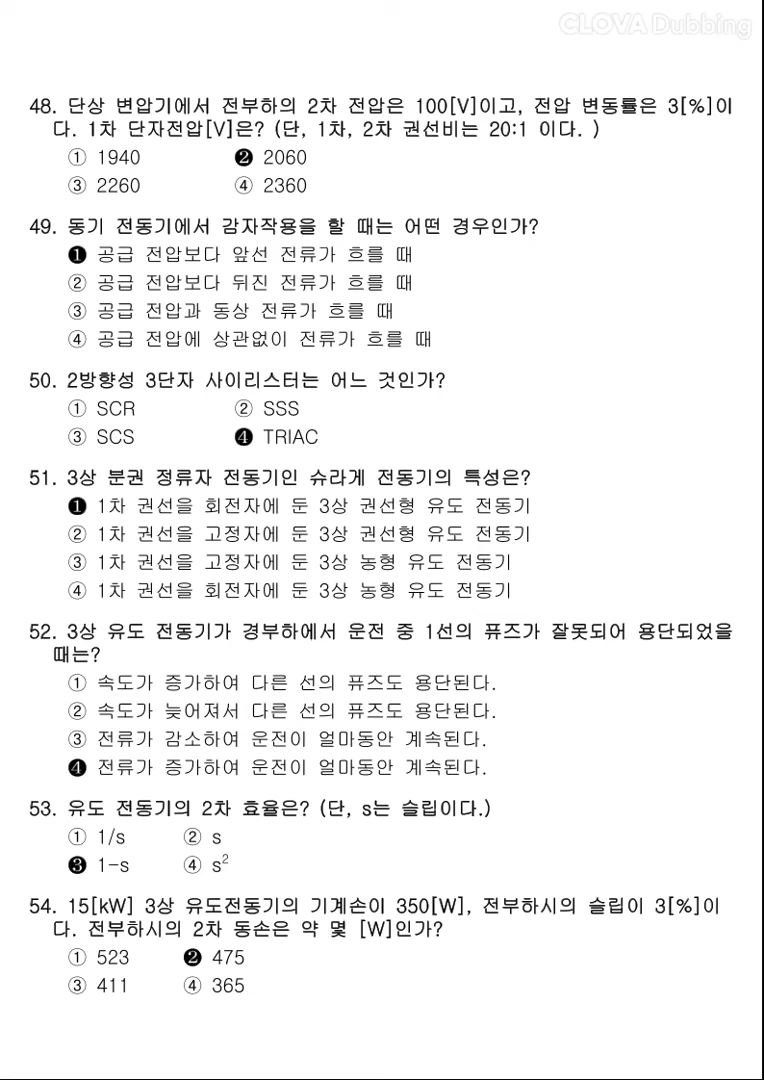 CLOVA Dubbing
48. 단상 변압기에서 전부하의 2차 전압은 100[V]이고, 전압 변동률은 3[%]이
다. 1차 단자전압[V]은? (단, 1차, 2차 권선비는 20:1 이다. )
① 1940 ❷ 2060
③ 2260 ④ 2360
49. 동기 전동기에서 감자작용을 할 때는 어떤 경우인가?
❶ 공급 전압보다 앞선 전류가 흐를 때
② 공급 전압보다 뒤진 전류가 흐를 때
③ 공급 전압과 동상 전류가 흐를 때
④ 공급 전압에 상관없이 전류가 흐를 때
50. 2방향성 3단자 사이리스터는 어느 것인가?
① SCR ② SSS
③ SCS ❹ TRIAC
51. 3상 분권 정류자 전동기인 슈라게 전동기의 특성은?
❶ 1차 권선을 회전자에 둔 3상 권선형 유도 전동기
② 1차 권선을 고정자에 둔 3상 권선형 유도 전동기
③ 1차 권선을 고정자에 둔 3상 농형 유도 전동기
④ 1차 권선을 회전자에 둔 3상 농형 유도 전동기
52. 3상 유도 전동기가 경부하에서 운전 중 1선의 퓨즈가 잘못되어 용단되었을
때는?
① 속도가 증가하여 다른 선의 퓨즈도 용단된다.
② 속도가 늦어져서 다른 선의 퓨즈도 용단된다.
③ 전류가 감소하여 운전이 얼마동안 계속된다.
❹ 전류가 증가하여 운전이 얼마동안 계속된다.
53. 유도 전동기의 2차 효율은? (단, s는 슬립이다.)
① 1/s ② s
❸ 1-s ④ s²
54. 15[kW] 3상 유도전동기의 기계손이 350[W], 전부하시의 슬립이 3[%]이
다. 전부하시의 2차 동손은 약 몇 [W]인가?
① 523 ❷ 475
③ 411 ④ 365